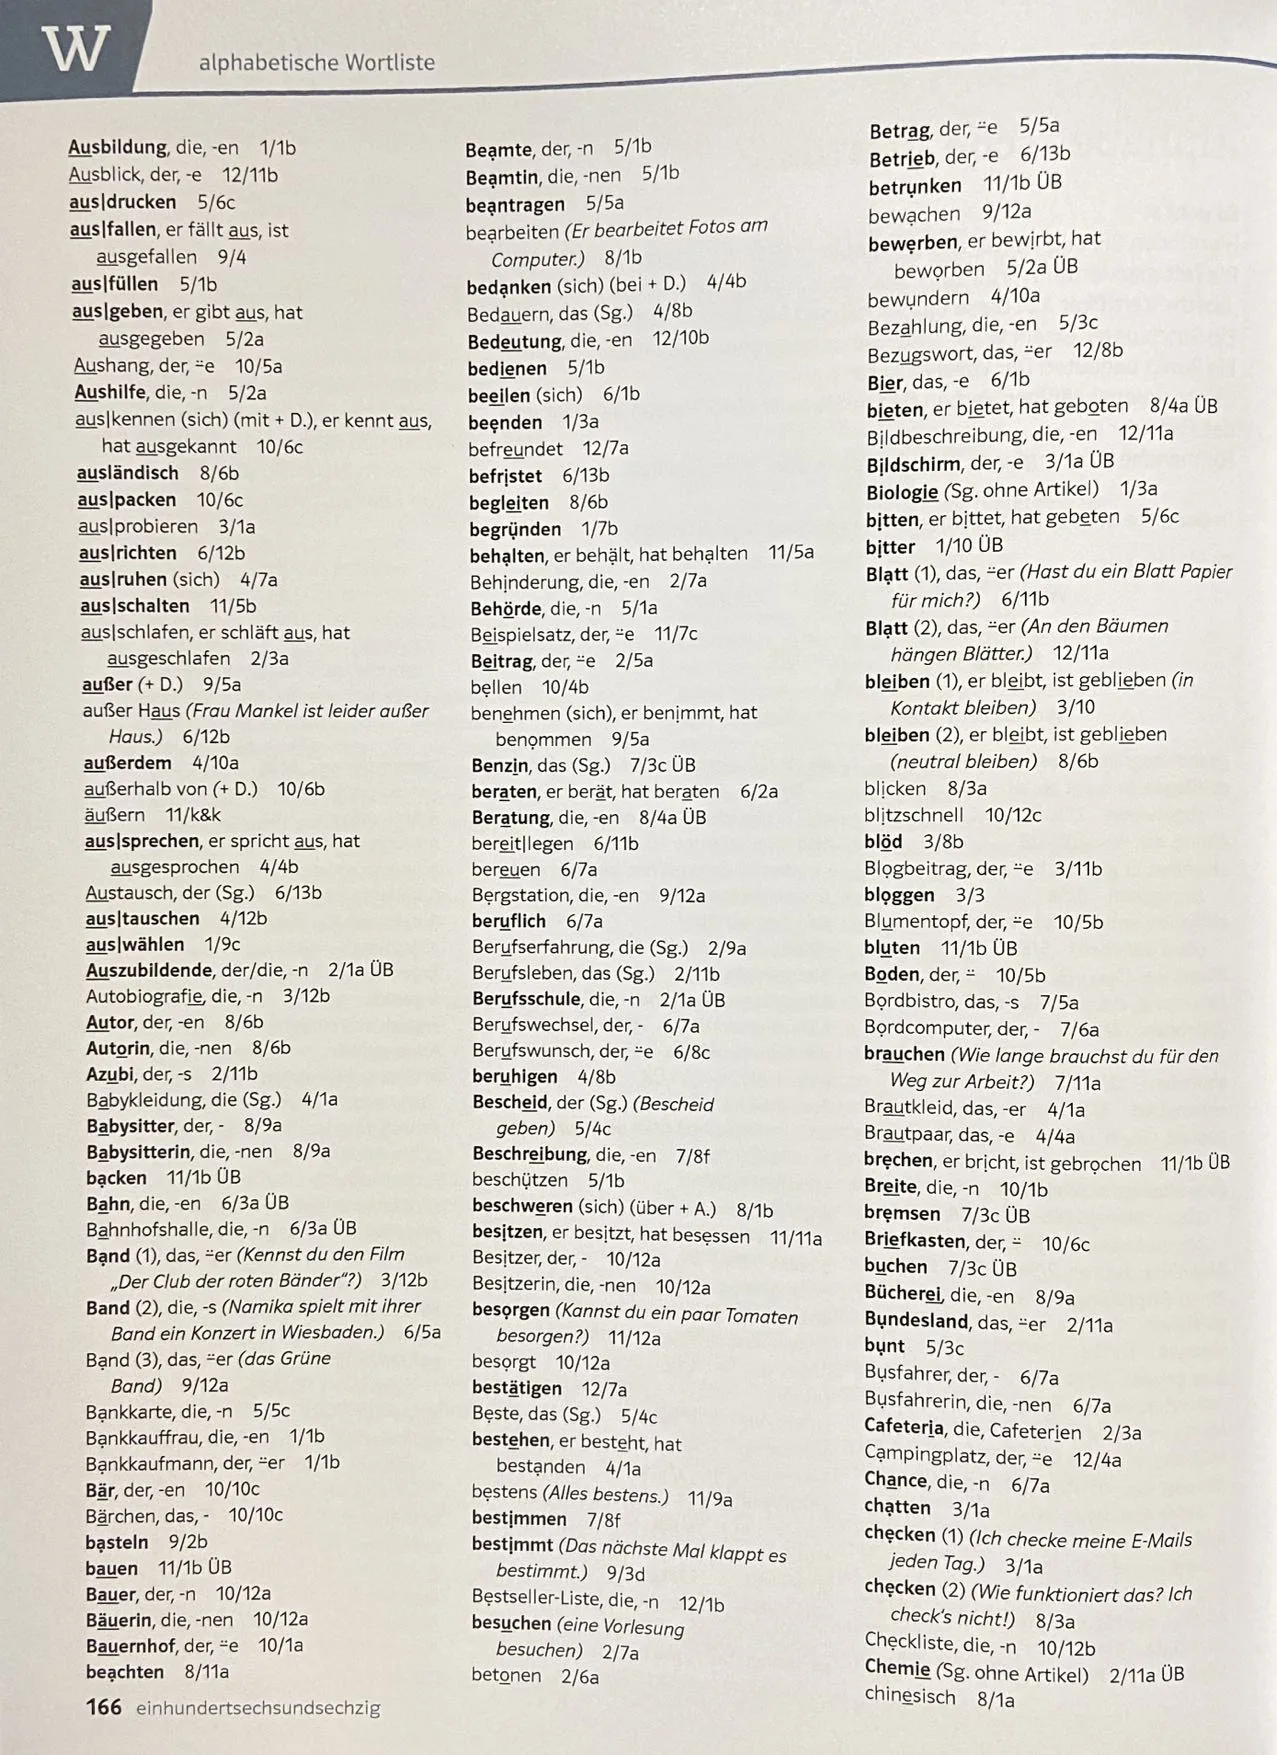 W
alphabetische Wortliste
Ausbildung, die, -en 1/1b
Ausblick, der, -e 12/11b
aus|drucken 5/6c
aus|fallen, er fällt aus, ist
ausgefallen 9/4
aus|füllen 5/1b
aus|geben, er gibt aus, hat
ausgegeben 5/2a
Aushang, der, ⸚e 10/5a
Aushilfe, die, -n 5/2a
aus|kennen (sich) (mit + D.), er kennt aus,
hat ausgekannt 10/6c
ausländisch 8/6b
aus|packen 10/6c
aus|probieren 3/1a
aus|richten 6/12b
aus|ruhen (sich) 4/7a
aus|schalten 11/5b
aus|schlafen, er schläft aus, hat
ausgeschlafen 2/3a
außer (+ D.) 9/5a
außer Haus (Frau Mankel ist leider außer
Haus.) 6/12b
außerdem 4/10a
außerhalb von (+ D.) 10/6b
äußern 11/k&k
aus|sprechen, er spricht aus, hat
ausgesprochen 4/4b
Austausch, der (Sg.) 6/13b
aus|tauschen 4/12b
aus|wählen 1/9c
Auszubildende, der/die, -n 2/1a ÜB
Autobiografie, die, -n 3/12b
Autor, der, -en 8/6b
Autorin, die, -nen 8/6b
Azubi, der, -s 2/11b
Babykleidung, die (Sg.) 4/1a
Babysitter, der, - 8/9a
Babysitterin, die, -nen 8/9a
backen 11/1b ÜB
Bahn, die, -en 6/3a ÜB
Bahnhofshalle, die, -n 6/3a ÜB
Band (1), das, ⸚er (Kennst du den Film
„Der Club der roten Bänder“?) 3/12b
Band (2), die, -s (Namika spielt mit ihrer
Band ein Konzert in Wiesbaden.) 6/5a
Band (3), das, ⸚er (das Grüne
Band) 9/12a
Bankkarte, die, -n 5/5c
Bankkauffrau, die, -en 1/1b
Bankkaufmann, der, ⸚er 1/1b
Bär, der, -en 10/10c
Bärchen, das, - 10/10c
basteln 9/2b
bauen 11/1b ÜB
Bauer, der, -n 10/12a
Bäuerin, die, -nen 10/12a
Bauernhof, der, ⸚e 10/1a
beachten 8/11a
Beamte, der, -n 5/1b
Beamtin, die, -nen 5/1b
beantragen 5/5a
bearbeiten (Er bearbeitet Fotos am
Computer.) 8/1b
bedanken (sich) (bei + D.) 4/4b
Bedauern, das (Sg.) 4/8b
Bedeutung, die, -en 12/10b
bedienen 5/1b
beeilen (sich) 6/1b
beenden 1/3a
befreundet 12/7a
befristet 6/13b
begleiten 8/6b
begründen 1/7b
behalten, er behält, hat behalten 11/5a
Behinderung, die, -en 2/7a
Behörde, die, -n 5/1a
Beispielsatz, der, ⸚e 11/7c
Beitrag, der, ⸚e 2/5a
bellen 10/4b
benehmen (sich), er benimmt, hat
benommen 9/5a
Benzin, das (Sg.) 7/3c ÜB
beraten, er berät, hat beraten 6/2a
Beratung, die, -en 8/4a ÜB
bereit|legen 6/11b
bereuen 6/7a
Bergstation, die, -en 9/12a
beruflich 6/7a
Berufserfahrung, die (Sg.) 2/9a
Berufsleben, das (Sg.) 2/11b
Berufsschule, die, -n 2/1a ÜB
Berufswechsel, der, - 6/7a
Berufswunsch, der, ⸚e 6/8c
beruhigen 4/8b
Bescheid, der (Sg.) (Bescheid
geben) 5/4c
Beschreibung, die, -en 7/8f
beschützen 5/1b
beschweren (sich) (über + A.) 8/1b
besitzen, er besitzt, hat besessen 11/11a
Besitzer, der, - 10/12a
Besitzerin, die, -nen 10/12a
besorgen (Kannst du ein paar Tomaten
besorgen?) 11/12a
besorgt 10/12a
bestätigen 12/7a
Beste, das (Sg.) 5/4c
bestehen, er besteht, hat
bestanden 4/1a
bestens (Alles bestens.) 11/9a
bestimmen 7/8f
bestimmt (Das nächste Mal klappt es
bestimmt.) 9/3d
Bestseller-Liste, die, -n 12/1b
besuchen (eine Vorlesung
besuchen) 2/7a
betonen 2/6a
Betrag, der, ⸚e 5/5a
Betrieb, der, -e 6/13b
betrunken 11/1b ÜB
bewachen 9/12a
bewerben, er bewirbt, hat
beworben 5/2a ÜB
bewundern 4/10a
Bezahlung, die, -en 5/3c
Bezugswort, das, ⸚er 12/8b
Bier, das, -e 6/1b
bieten, er bietet, hat geboten 8/4a ÜB
Bildbeschreibung, die, -en 12/11a
Bildschirm, der, -e 3/1a ÜB
Biologie (Sg. ohne Artikel) 1/3a
bitten, er bittet, hat gebeten 5/6c
bitter 1/10 ÜB
Blatt (1), das, ⸚er (Hast du ein Blatt Papier
für mich?) 6/11b
Blatt (2), das, ⸚er (An den Bäumen
hängen Blätter.) 12/11a
bleiben (1), er bleibt, ist geblieben (in
Kontakt bleiben) 3/10
bleiben (2), er bleibt, ist geblieben
(neutral bleiben) 8/6b
blicken 8/3a
blitzschnell 10/12c
blöd 3/8b
Blogbeitrag, der, ⸚e 3/11b
bloggen 3/3
Blumentopf, der, ⸚e 10/5b
bluten 11/1b ÜB
Boden, der, ⸚ 10/5b
Bordbistro, das, -s 7/5a
Bordcomputer, der, - 7/6a
brauchen (Wie lange brauchst du für den
Weg zur Arbeit?) 7/11a
Brautkleid, das, -er 4/1a
Brautpaar, das, -e 4/4a
brechen, er bricht, ist gebrochen 11/1b ÜB
Breite, die, -n 10/1b
bremsen 7/3c ÜB
Briefkasten, der, ⸚ 10/6c
buchen 7/3c ÜB
Bücherei, die, -en 8/9a
Bundesland, das, ⸚er 2/11a
bunt 5/3c
Busfahrer, der, - 6/7a
Busfahrerin, die, -nen 6/7a
Cafeteria, die, Cafeterien 2/3a
Campingplatz, der, ⸚e 12/4a
Chance, die, -n 6/7a
chatten 3/1a
checken (1) (Ich checke meine E-Mails
jeden Tag.) 3/1a
checken (2) (Wie funktioniert das? Ich
check’s nicht!) 8/3a
Checkliste, die, -n 10/12b
Chemie (Sg. ohne Artikel) 2/11a ÜB
chinesisch 8/1a
166 einhundertsechsundsechzig